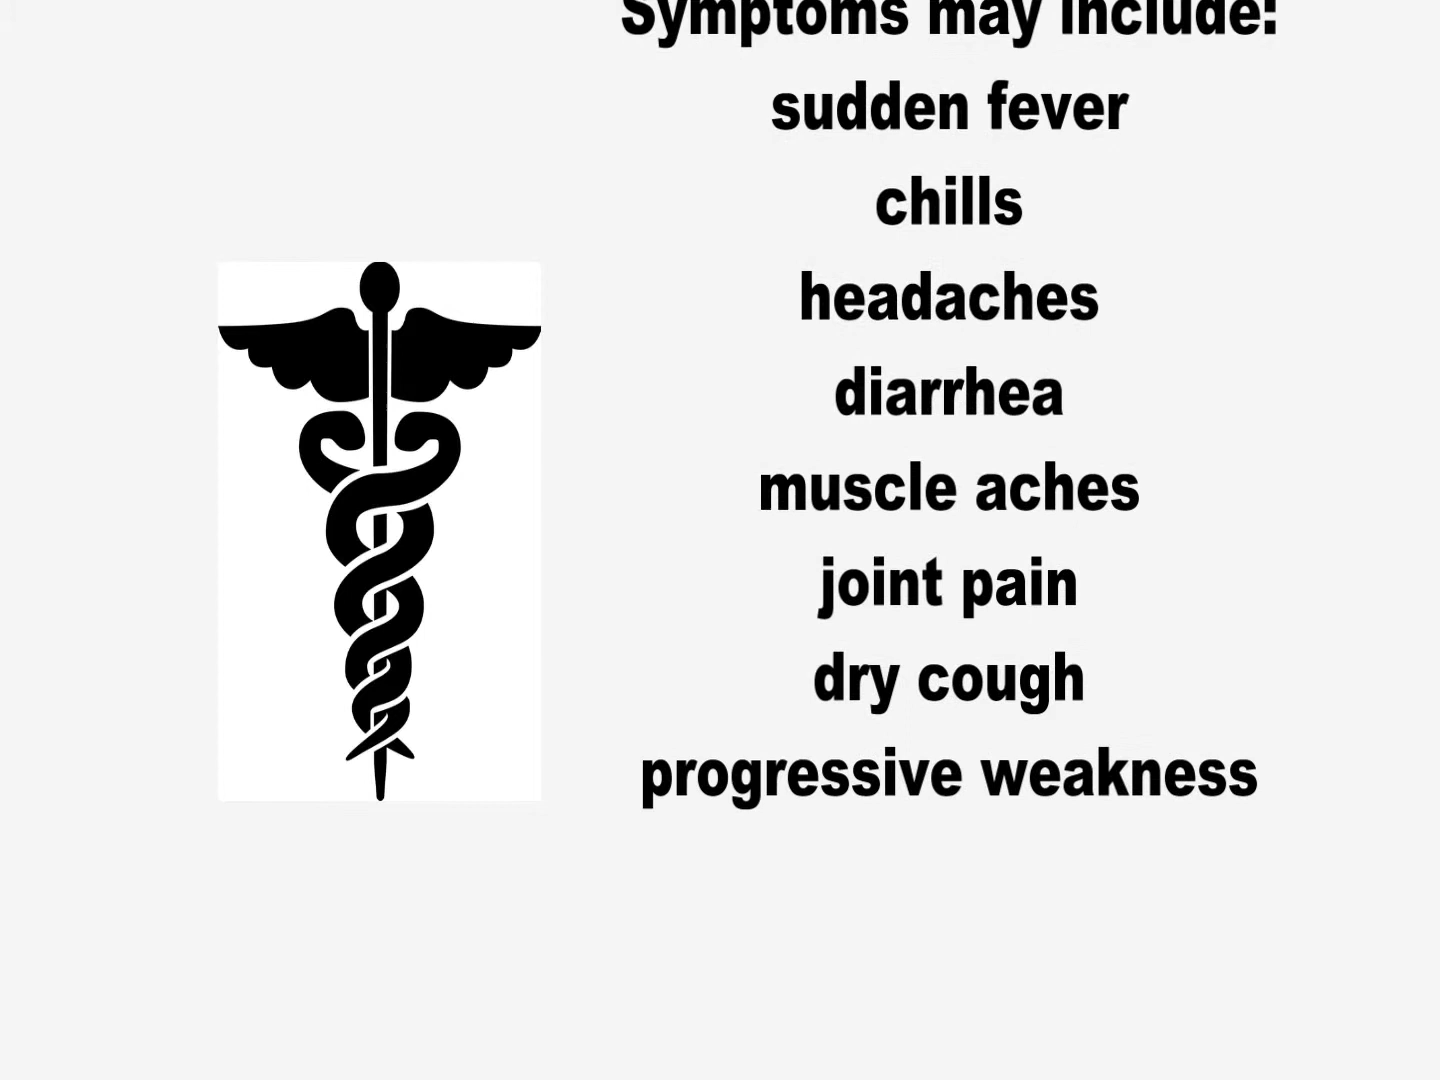 Symptoms may include:
sudden fever
chills
headaches
diarrhea
muscle aches
joint pain
dry cough
progressive weakness